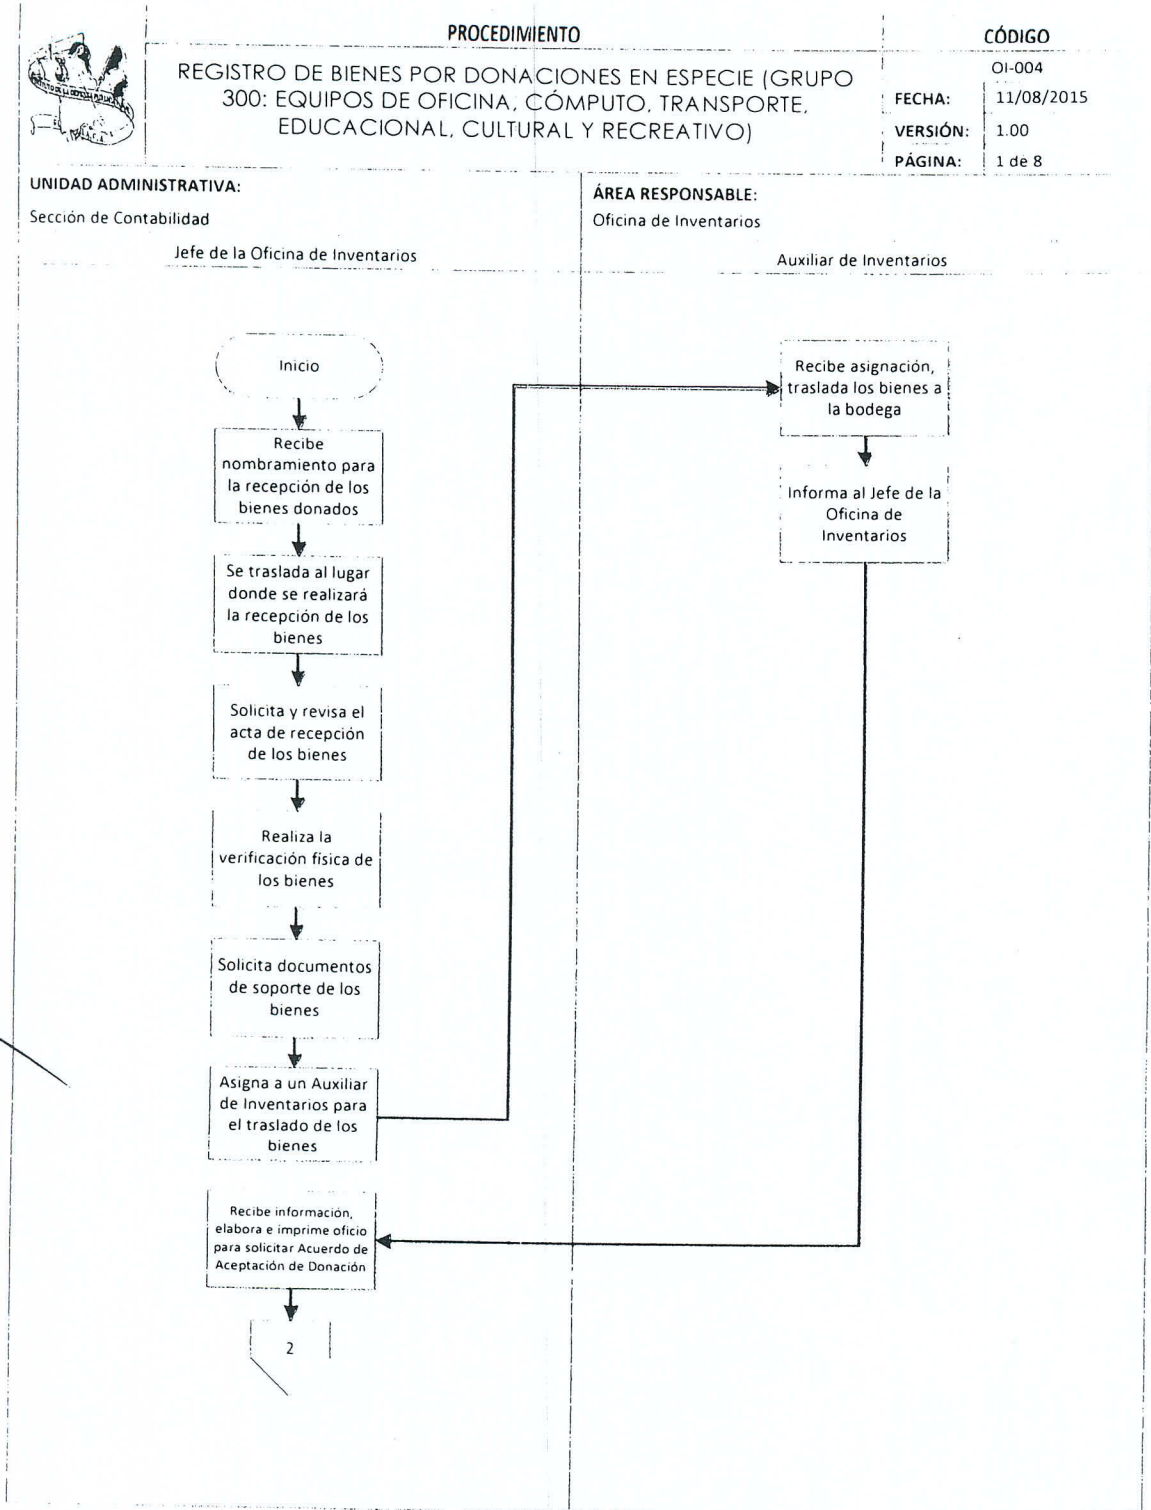 PROCEDIMIENTO
CÓDIGO
REGISTRO DE BIENES POR DONACIONES EN ESPECIE (GRUPO
300: EQUIPOS DE OFICINA, CÓMPUTO, TRANSPORTE,
EDUCACIONAL, CULTURAL Y RECREATIVO)
OI-004
FECHA: 11/08/2015
VERSIÓN: 1.00
PÁGINA: 1 de 8
UNIDAD ADMINISTRATIVA:
Sección de Contabilidad
ÁREA RESPONSABLE:
Oficina de Inventarios
Jefe de la Oficina de Inventarios
Auxiliar de Inventarios
Inicio
Recibe
nombramiento para
la recepción de los
bienes donados
Se traslada al lugar
donde se realizará
la recepción de los
bienes
Solicita y revisa el
acta de recepción
de los bienes
Realiza la
verificación física de
los bienes
Solicita documentos
de soporte de los
bienes
Asigna a un Auxiliar
de Inventarios para
el traslado de los
bienes
Recibe asignación,
traslada los bienes a
la bodega
Informa al Jefe de la
Oficina de
Inventarios
Recibe información,
elabora e imprime oficio
para solicitar Acuerdo de
Aceptación de Donación
2